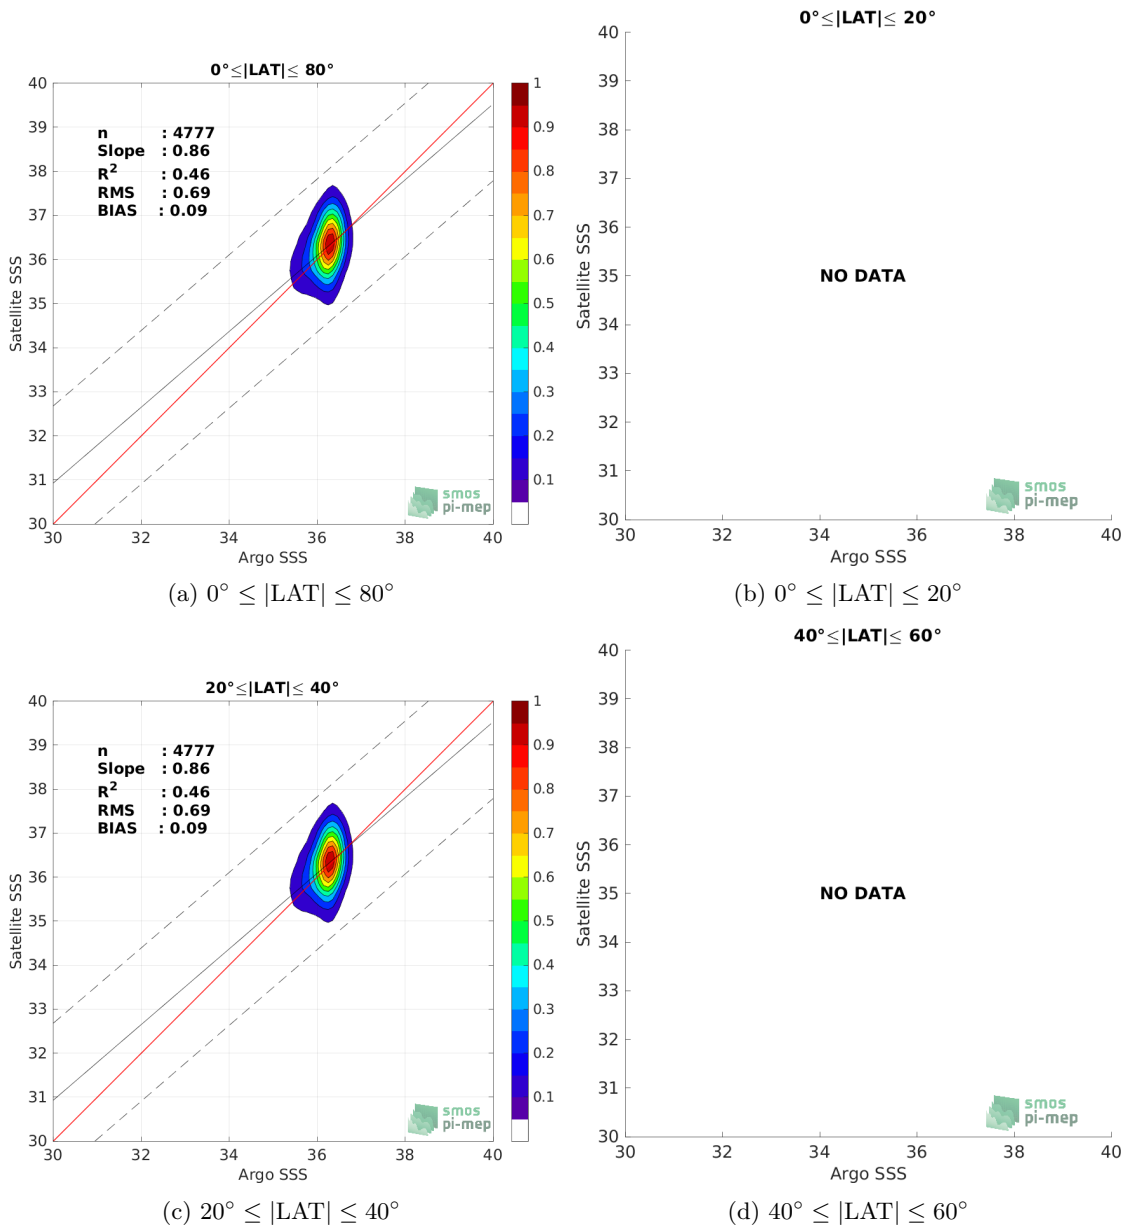 0°≤|LAT|≤ 80°
40
39
38
37
36
35
34
33
32
31
30
Satellite SSS
n : 4777
Slope : 0.86
R² : 0.46
RMS : 0.69
BIAS : 0.09
smos
pi-mep
30 32 34 36 38 40
Argo SSS
1
0.9
0.8
0.7
0.6
0.5
0.4
0.3
0.2
0.1
(a) 0° ≤ |LAT| ≤ 80°
0°≤|LAT|≤ 20°
40
39
38
37
36
35
34
33
32
31
30
Satellite SSS
NO DATA
smos
pi-mep
30 32 34 36 38 40
Argo SSS
(b) 0° ≤ |LAT| ≤ 20°
20°≤|LAT|≤ 40°
40
39
38
37
36
35
34
33
32
31
30
Satellite SSS
n : 4777
Slope : 0.86
R² : 0.46
RMS : 0.69
BIAS : 0.09
smos
pi-mep
30 32 34 36 38 40
Argo SSS
1
0.9
0.8
0.7
0.6
0.5
0.4
0.3
0.2
0.1
(c) 20° ≤ |LAT| ≤ 40°
40°≤|LAT|≤ 60°
40
39
38
37
36
35
34
33
32
31
30
Satellite SSS
NO DATA
smos
pi-mep
30 32 34 36 38 40
Argo SSS
(d) 40° ≤ |LAT| ≤ 60°